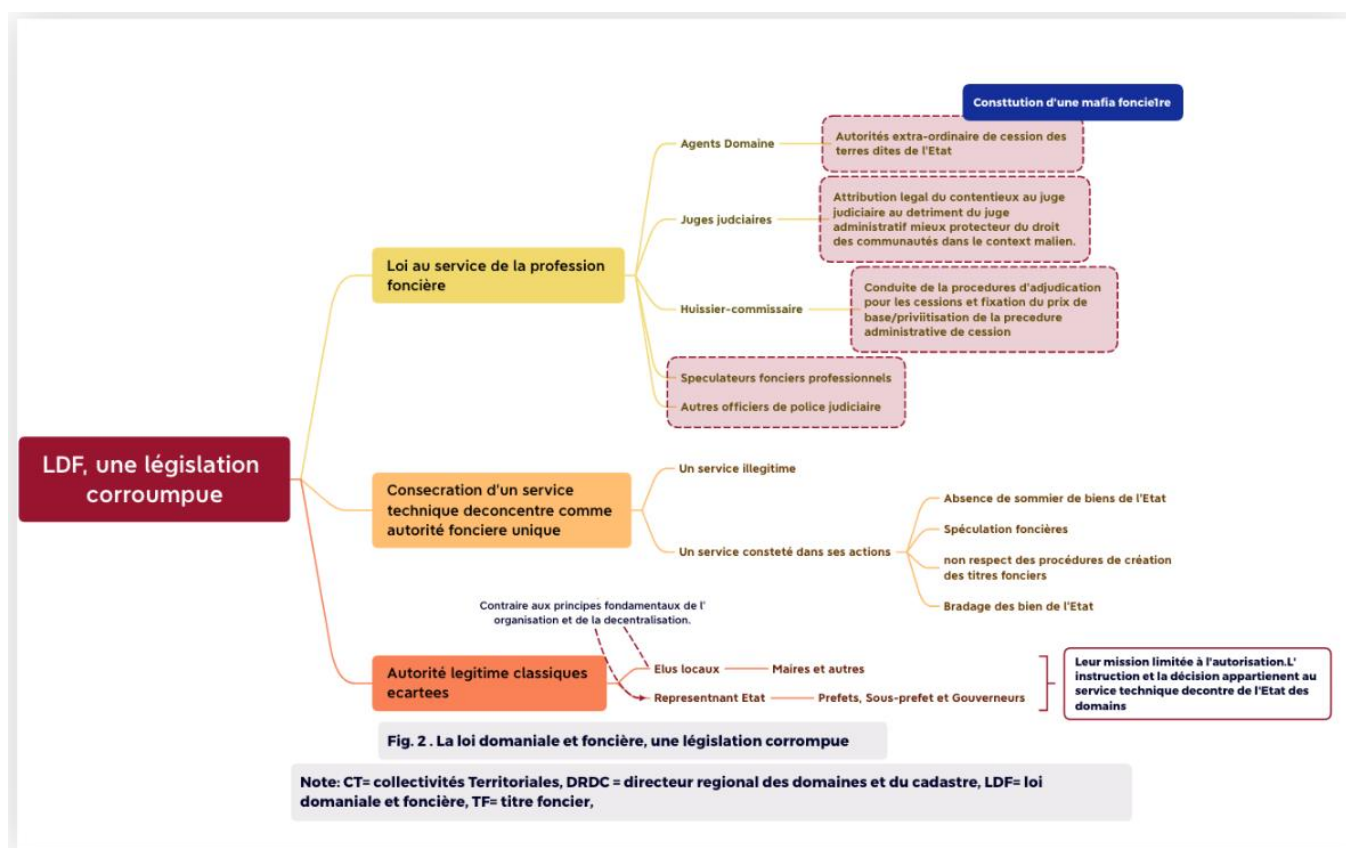 Consttution d'une mafia foncie1re
Agents Domaine
Autorités extra-ordinaire de cession des
terres dites de l'Etat
Juges judciaires
Attribution legal du contentieux au juge
judiciaire au detriment du juge
administratif mieux protecteur du droit
des communautés dans le context malien.
Loi au service de la profession
foncière
Huissier-commissaire
Conduite de la procedures d'adjudication
pour les cessions et fixation du prix de
base/priviitisation de la precedure
administrative de cession
Speculateurs fonciers professionnels
Autres officiers de police judiciaire
LDF, une législation
corroumpue
Consecration d'un service
technique deconcentre comme
autorité fonciere unique
Un service illegitime
Un service consteté dans ses actions
Absence de sommier de biens de l'Etat
Spéculation foncières
non respect des procédures de création
des titres fonciers
Bradage des bien de l'Etat
Contraire aux principes fondamentaux de l'
organisation et de la decentralisation.
Autorité legitime classiques
ecartees
Elus locaux
Maires et autres
Representnant Etat
Prefets, Sous-prefet et Gouverneurs
Leur mission limitée à l'autorisation.L'
instruction et la décision appartienent au
service technique decontre de l'Etat des
domains
Fig. 2 . La loi domaniale et foncière, une législation corrompue
Note: CT= collectivités Territoriales, DRDC = directeur regional des domaines et du cadastre, LDF= loi
domaniale et foncière, TF= titre foncier,